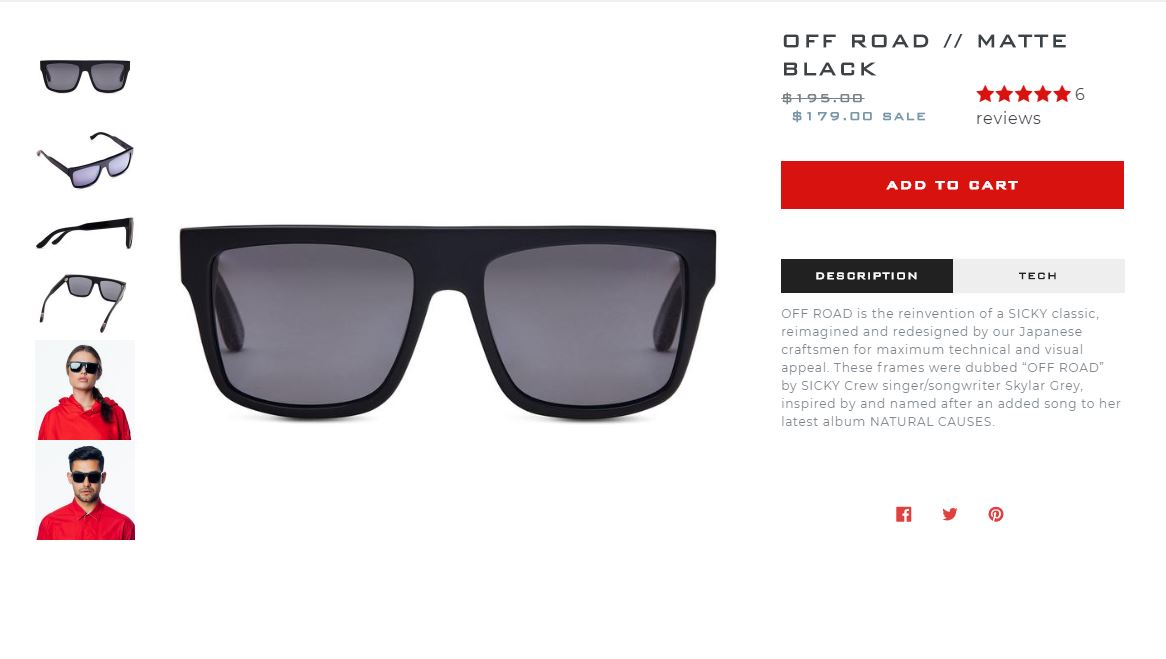 OFF ROAD // MATTE
BLACK
$195.00
$179.00 SALE
6
reviews
ADD TO CART
DESCRIPTION
TECH
OFF ROAD is the reinvention of a SICKY classic,
reimagined and redesigned by our Japanese
craftsmen for maximum technical and visual
appeal. These frames were dubbed “OFF ROAD”
by SICKY Crew singer/songwriter Skylar Grey,
inspired by and named after an added song to her
latest album NATURAL CAUSES.